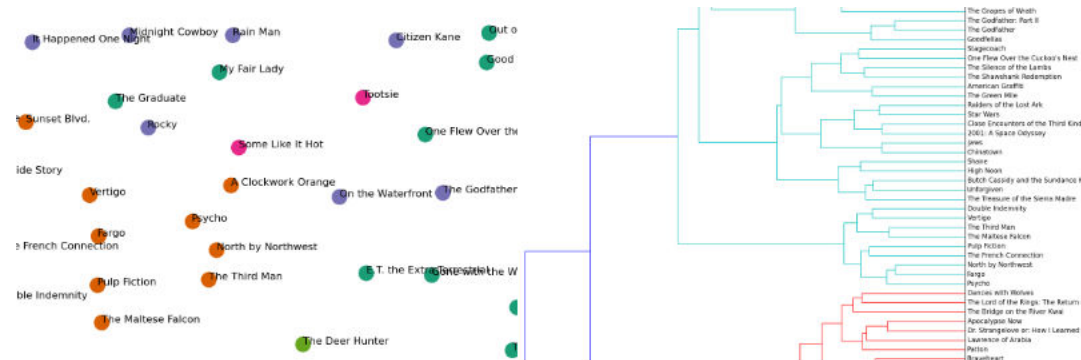 It Happened One Night
Midnight Cowboy
Rain Man
Citizen Kane
Out o
Good
My Fair Lady
Tootsie
The Graduate
Rocky
Sunset Blvd.
One Flew Over the
Some Like It Hot
ide Story
A Clockwork Orange
Vertigo
On the Waterfront
The Godfather
Psycho
Fargo
French Connection
North by Northwest
E.T. the Extra-Terrestrial
Gone with the W
The Third Man
Pulp Fiction
ble Indemnity
The Maltese Falcon
The Deer Hunter
The Grapes of Wrath
The Godfather: Part II
The Godfather
Goodfellas
Stagecoach
One Flew Over the Cuckoo's Nest
The Silence of the Lambs
The Shawshank Redemption
American Graffiti
The Green Mile
Raiders of the Lost Ark
Star Wars
Close Encounters of the Third Kind
2001: A Space Odyssey
Jaws
Chinatown
Shane
High Noon
Butch Cassidy and the Sundance
Unforgiven
The Treasure of the Sierra Madre
Double Indemnity
Vertigo
The Third Man
The Maltese Falcon
Pulp Fiction
The French Connection
North by Northwest
Fargo
Psycho
Dances with Wolves
The Lord of the Rings: The Return
The Bridge on the River Kwai
Apocalypse Now
Dr. Strangelove or: How I Learned
Lawrence of Arabia
Patton
Braveheart